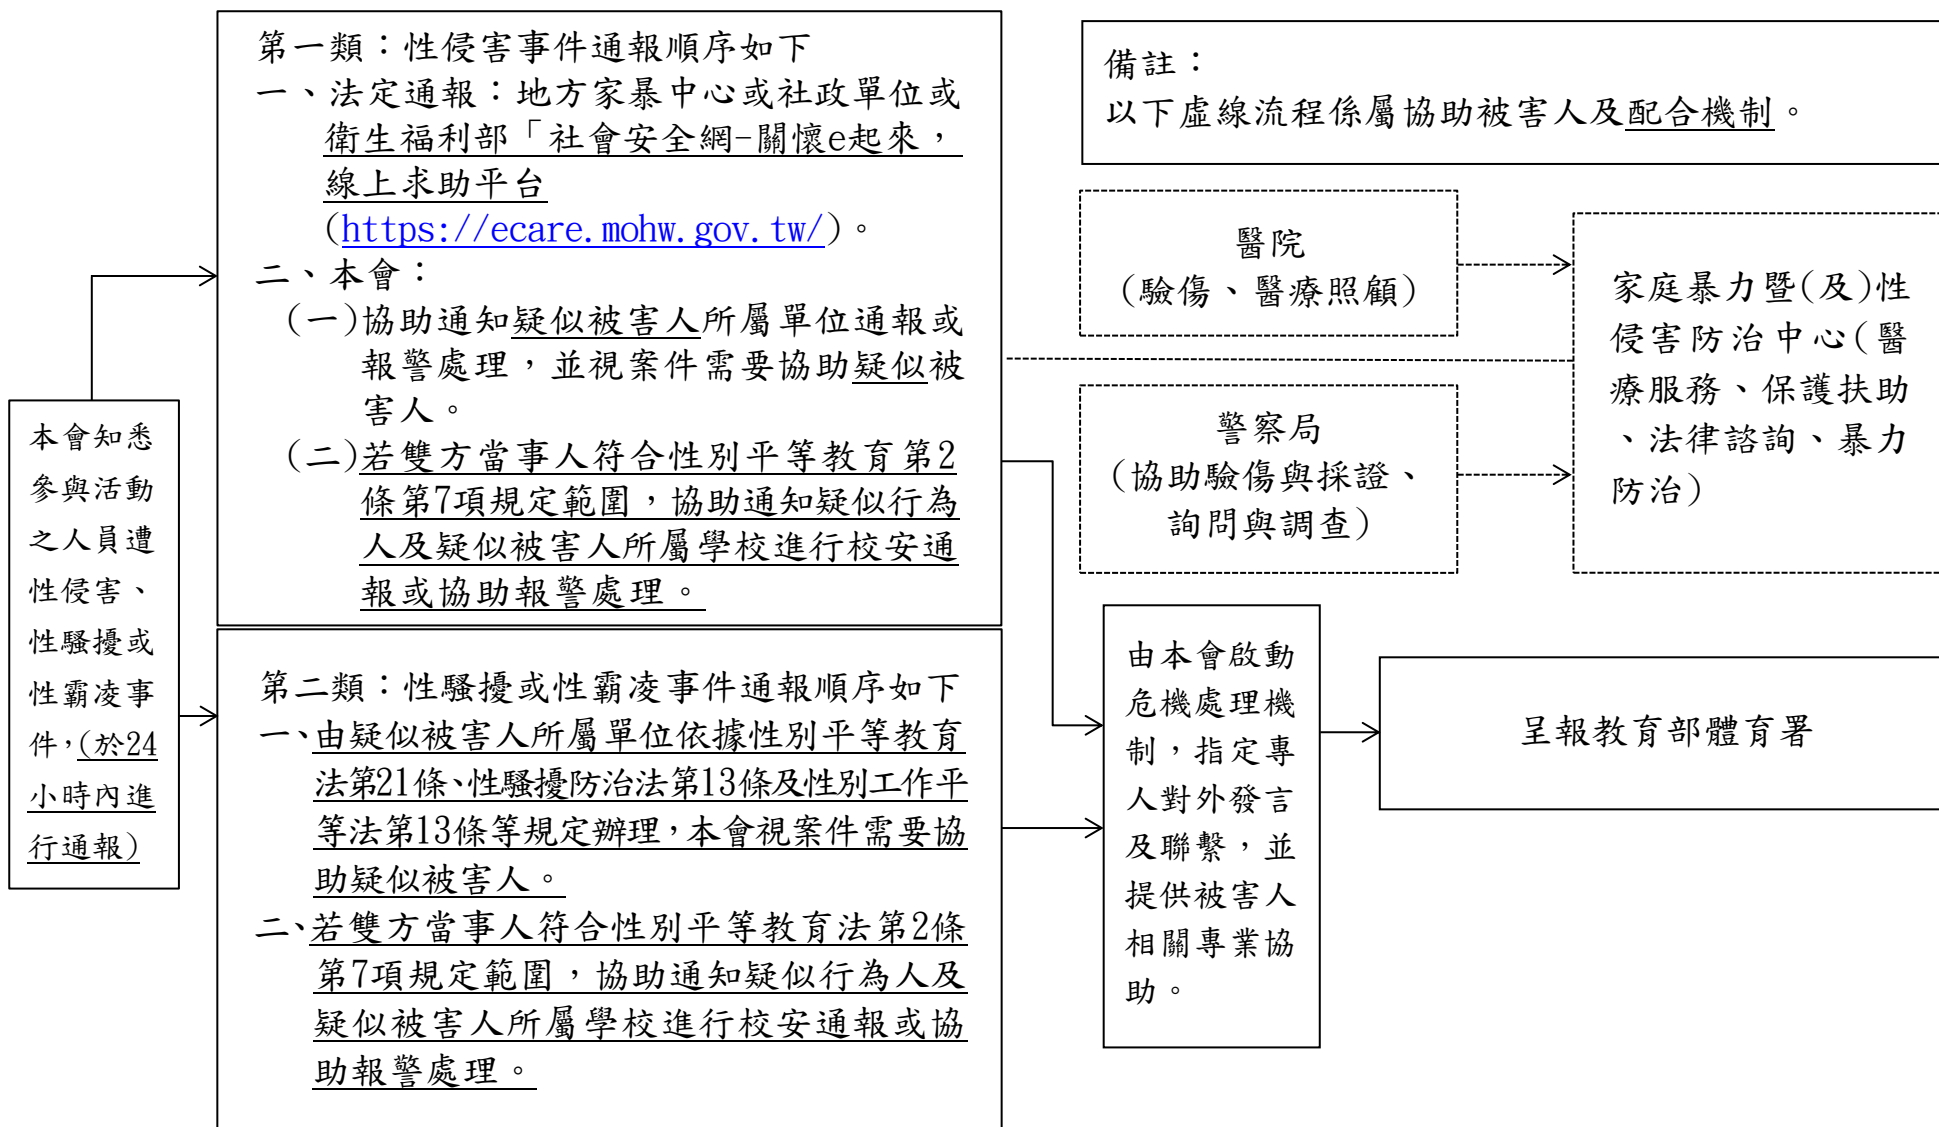 本會知悉
參與活動
之人員遭
性侵害、
性騷擾或
性霸凌事
件,(於24
小時內進
行通報)
第一類：性侵害事件通報順序如下
一、法定通報：地方家暴中心或社政單位或
衛生福利部「社會安全網-關懷e起來，
線上求助平台
(https://ecare.mohw.gov.tw/)。
二、本會：
(一)協助通知疑似被害人所屬單位通報或
報警處理，並視案件需要協助疑似被
害人。
(二)若雙方當事人符合性別平等教育第2
條第7項規定範圍，協助通知疑似行為
人及疑似被害人所屬學校進行校安通
報或協助報警處理。
第二類：性騷擾或性霸凌事件通報順序如下
一、由疑似被害人所屬單位依據性別平等教育
法第21條、性騷擾防治法第13條及性別工作平
等法第13條等規定辦理，本會視案件需要協
助疑似被害人。
二、若雙方當事人符合性別平等教育法第2條
第7項規定範圍，協助通知疑似行為人及
疑似被害人所屬學校進行校安通報或協
助報警處理。
備註：
以下虛線流程係屬協助被害人及配合機制。
醫院
(驗傷、醫療照顧)
警察局
(協助驗傷與採證、
詢問與調查)
家庭暴力暨(及)性
侵害防治中心(醫
療服務、保護扶助
、法律諮詢、暴力
防治)
由本會啟動
危機處理機
制，指定專
人對外發言
及聯繫，並
提供被害人
相關專業協
助。
呈報教育部體育署